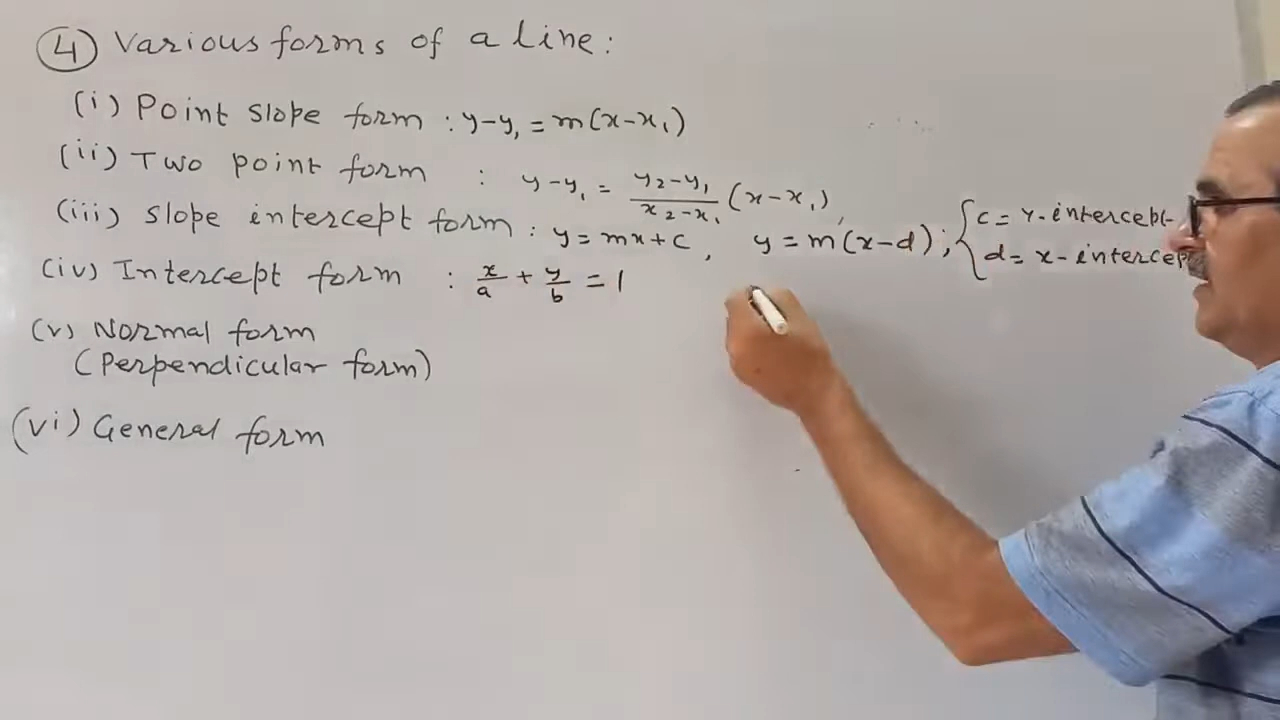 ④ Various forms of a line:
(i) Point slope form : y-y₁ = m(x-x₁)
(ii) Two point form : y-y₁ = (y₂-y₁)/(x₂-x₁) (x-x₁),
(iii) Slope intercept form : y = mx+c, y = m(x-d); { c = Y-intercept
d = x-intercep
(iv) Intercept form : x/a + y/b = 1
(v) Normal form
(Perpendicular form)
(vi) General form